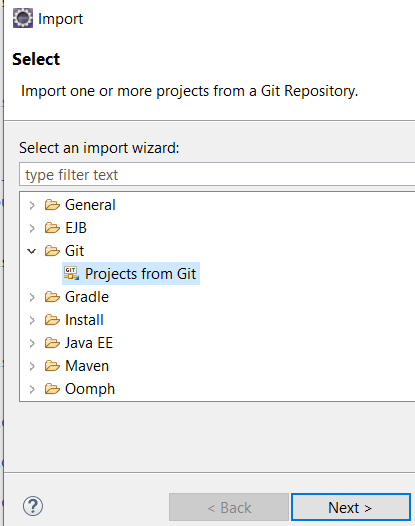 Import
Select
Import one or more projects from a Git Repository.
Select an import wizard:
type filter text
General
EJB
Git
GIT Projects from Git
Gradle
Install
Java EE
Maven
Oomph
? < Back Next >